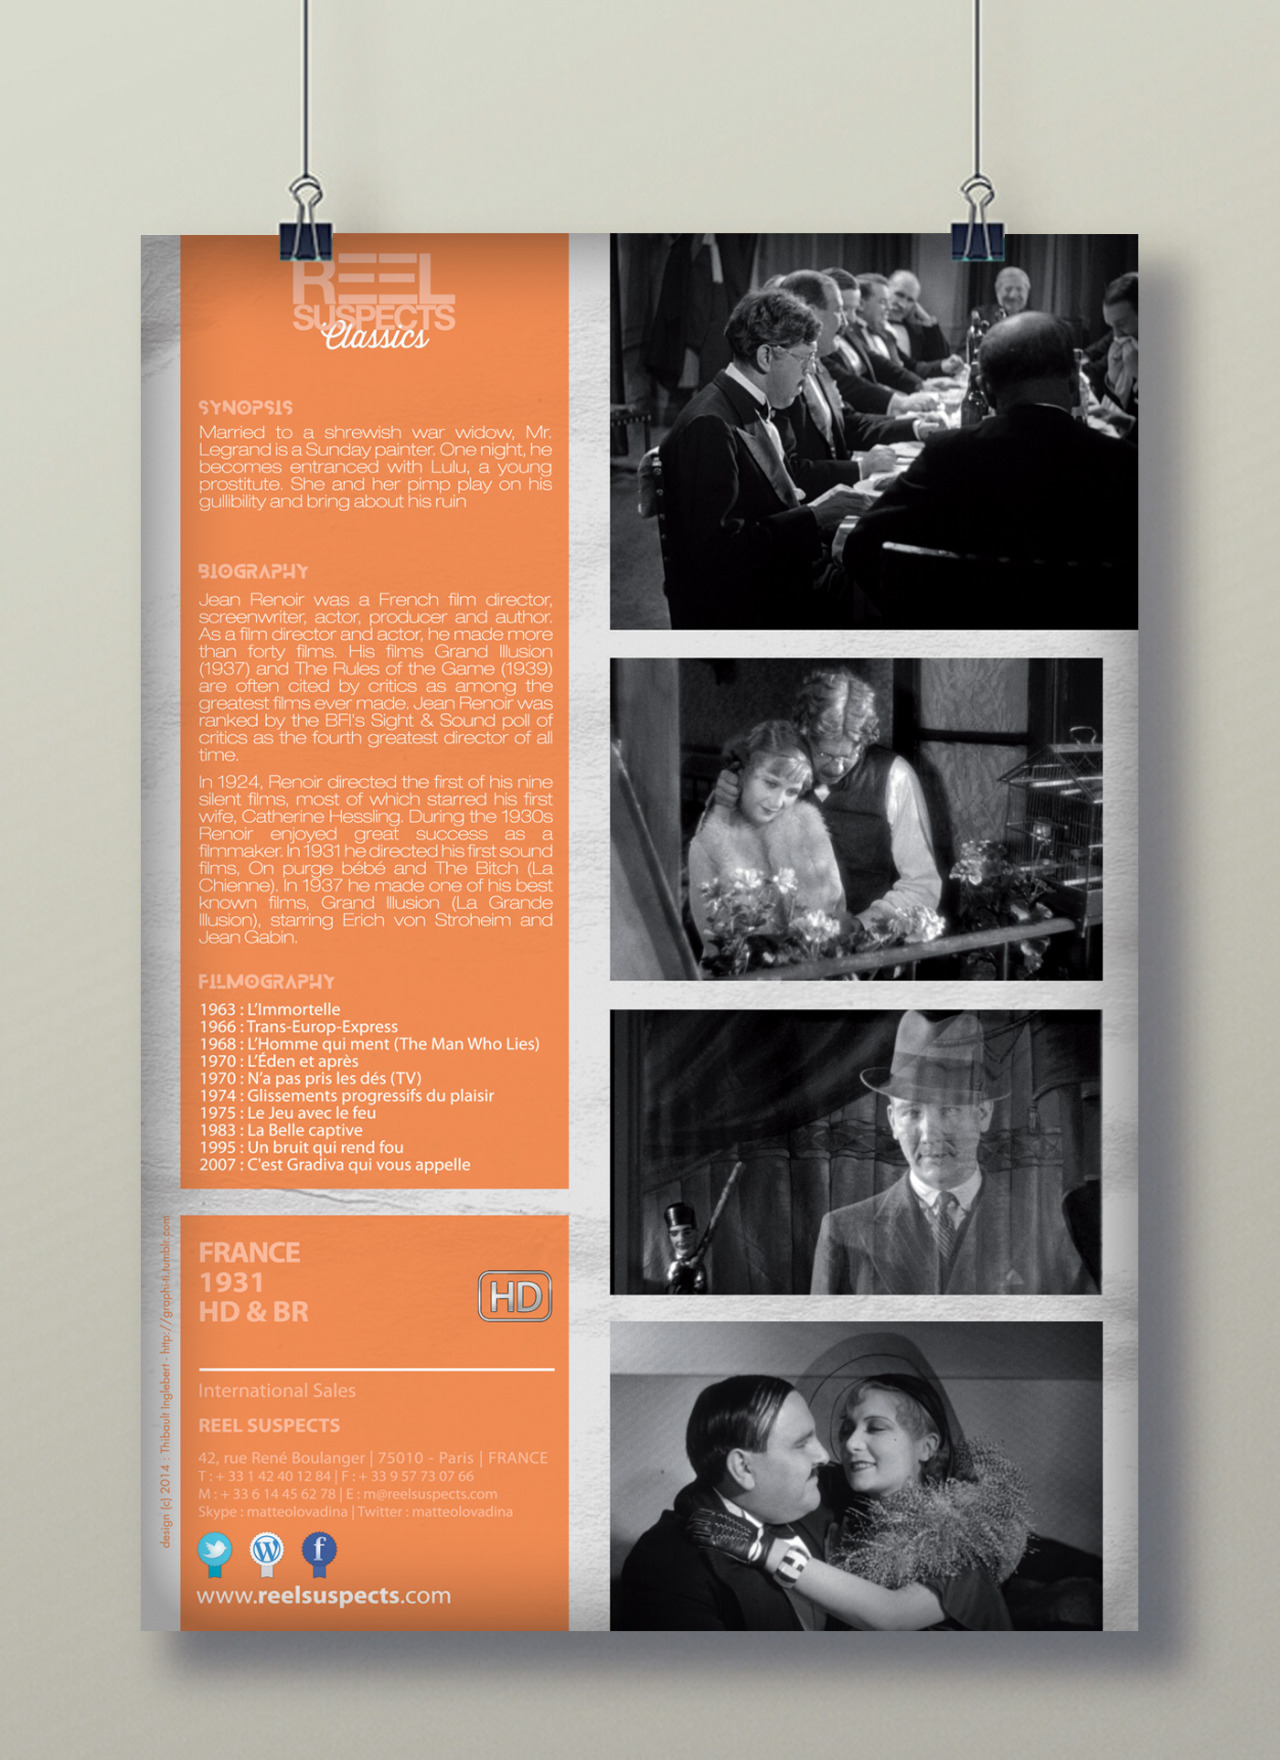 REEL
SUSPECTS
Classics
SYNOPSIS
Married to a shrewish war widow, Mr.
Legrand is a Sunday painter. One night, he
becomes entranced with Lulu, a young
prostitute. She and her pimp play on his
gullibility and bring about his ruin
BIOGRAPHY
Jean Renoir was a French film director,
screenwriter, actor, producer and author.
As a film director and actor, he made more
than forty films. His films Grand Illusion
(1937) and The Rules of the Game (1939)
are often cited by critics as among the
greatest films ever made. Jean Renoir was
ranked by the BFI's Sight & Sound poll of
critics as the fourth greatest director of all
time.
In 1924, Renoir directed the first of his nine
silent films, most of which starred his first
wife, Catherine Hessling. During the 1930s
Renoir enjoyed great success as a
filmmaker. In 1931 he directed his first sound
films, On purge bébé and The Bitch (La
Chienne). In 1937 he made one of his best
known films, Grand Illusion (La Grande
Illusion), starring Erich von Stroheim and
Jean Gabin.
FILMOGRAPHY
1963 : L'Immortelle
1966 : Trans-Europ-Express
1968 : L'Homme qui ment (The Man Who Lies)
1970 : L'Éden et après
1970 : N'a pas pris les dés (TV)
1974 : Glissements progressifs du plaisir
1975 : Le Jeu avec le feu
1983 : La Belle captive
1995 : Un bruit qui rend fou
2007 : C'est Gradiva qui vous appelle
FRANCE
1931
HD & BR
HD
International Sales
REEL SUSPECTS
42, rue René Boulanger | 75010 - Paris | FRANCE
T : + 33 1 42 40 12 84 | F : + 33 9 57 73 07 66
M : + 33 6 14 45 62 78 | E : m@reelsuspects.com
Skype : matteolovadina | Twitter : matteolovadina
www.reelsuspects.com
design (c) 2014 : Thibault Inglebert - http://graphi-ti.tumblr.com